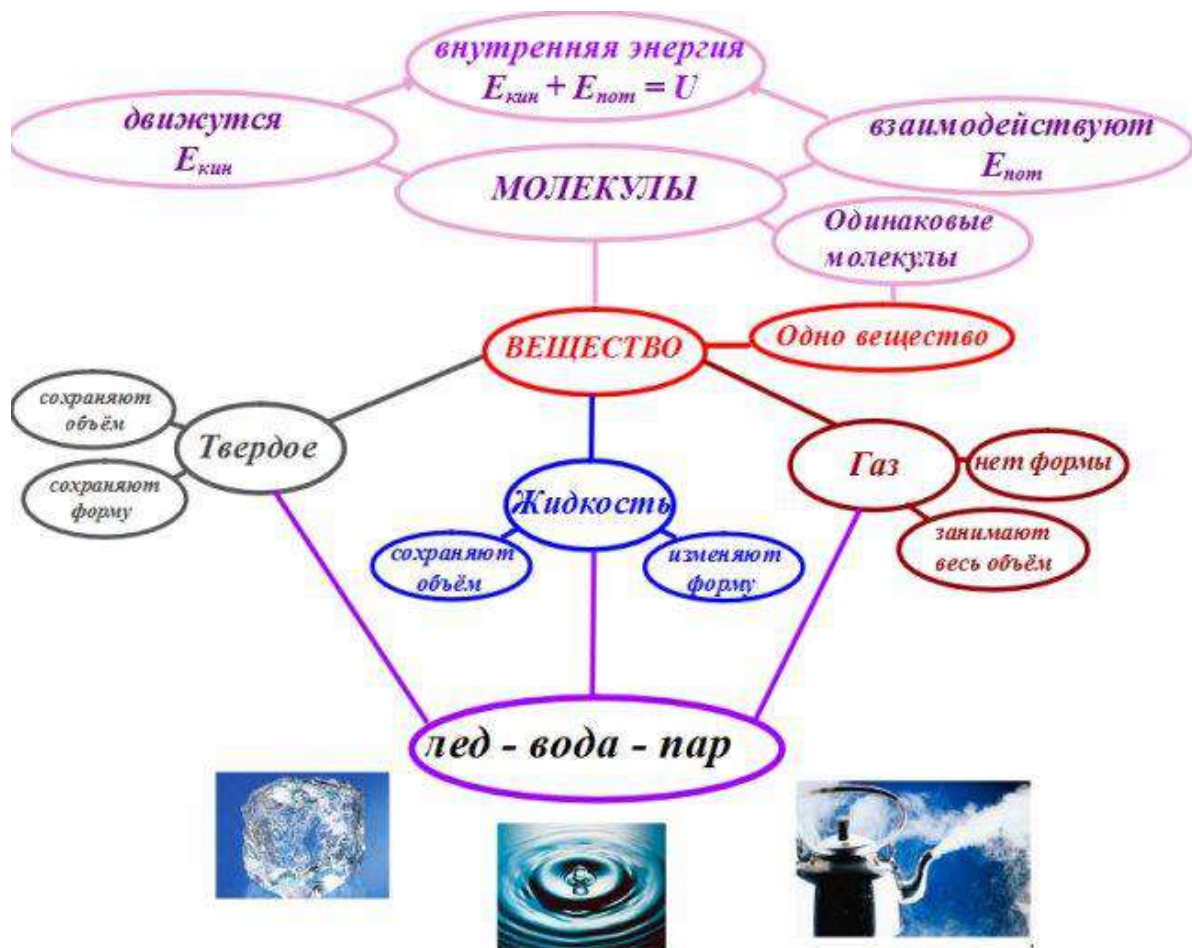 внутренняя энергия
Eкин + Eпот = U
движутся
Eкин
взаимодействуют
Eпот
МОЛЕКУЛЫ
Одинаковые
молекулы
ВЕЩЕСТВО
Одно вещество
сохраняют
объём
Твердое
сохраняют
форму
Жидкость
сохраняют
объём
изменяют
форму
Газ
нет формы
занимают
весь объём
лед - вода - пар